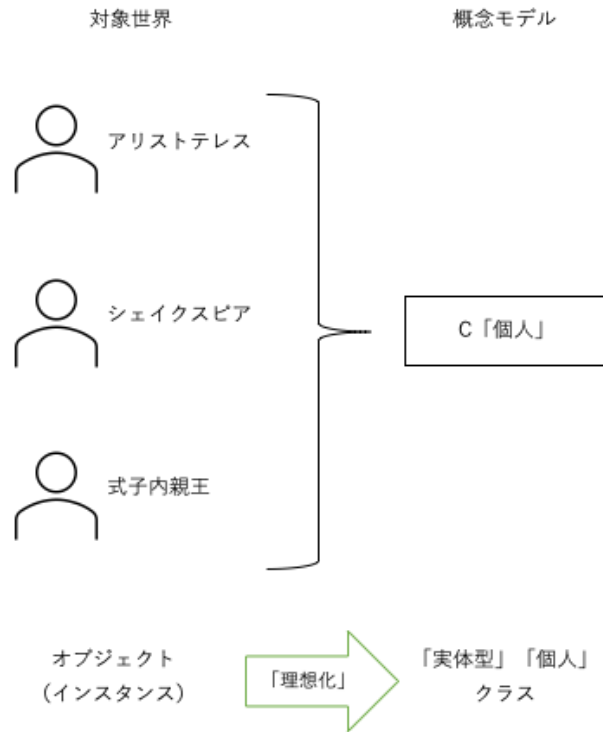 対象世界
概念モデル
アリストテレス
シェイクスピア
C「個人」
式子内親王
オブジェクト
（インスタンス）
「理想化」
「実体型」「個人」
クラス